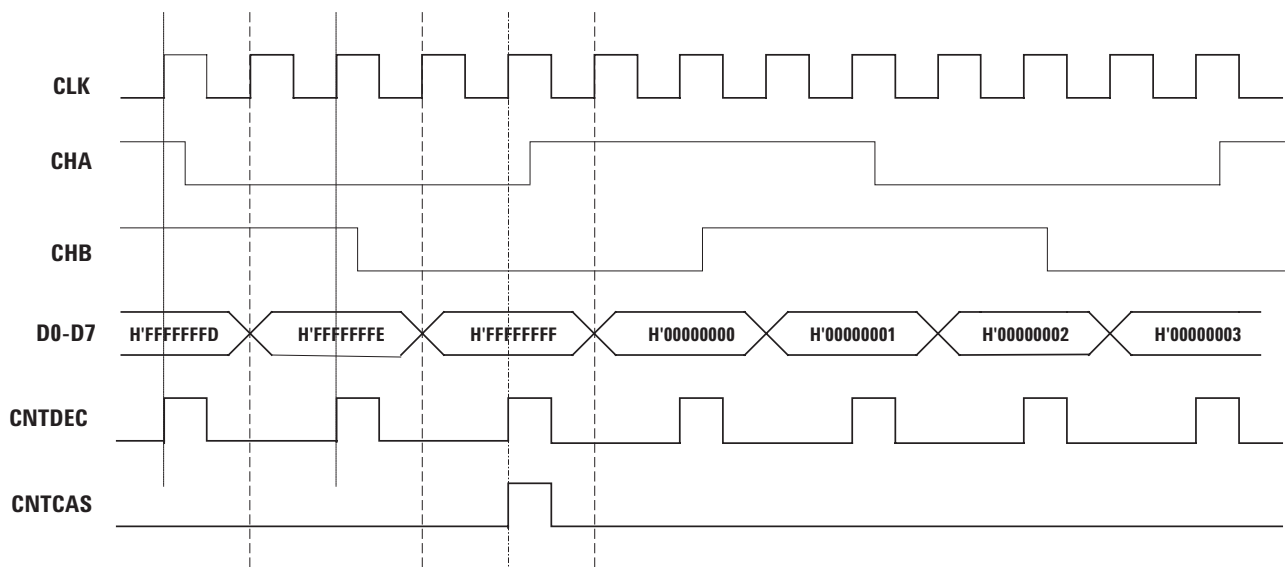 CLK
CHA
CHB
D0-D7 H'FFFFFFFD H'FFFFFFFE H'FFFFFFFF H'00000000 H'00000001 H'00000002 H'00000003
CNTDEC
CNTCAS